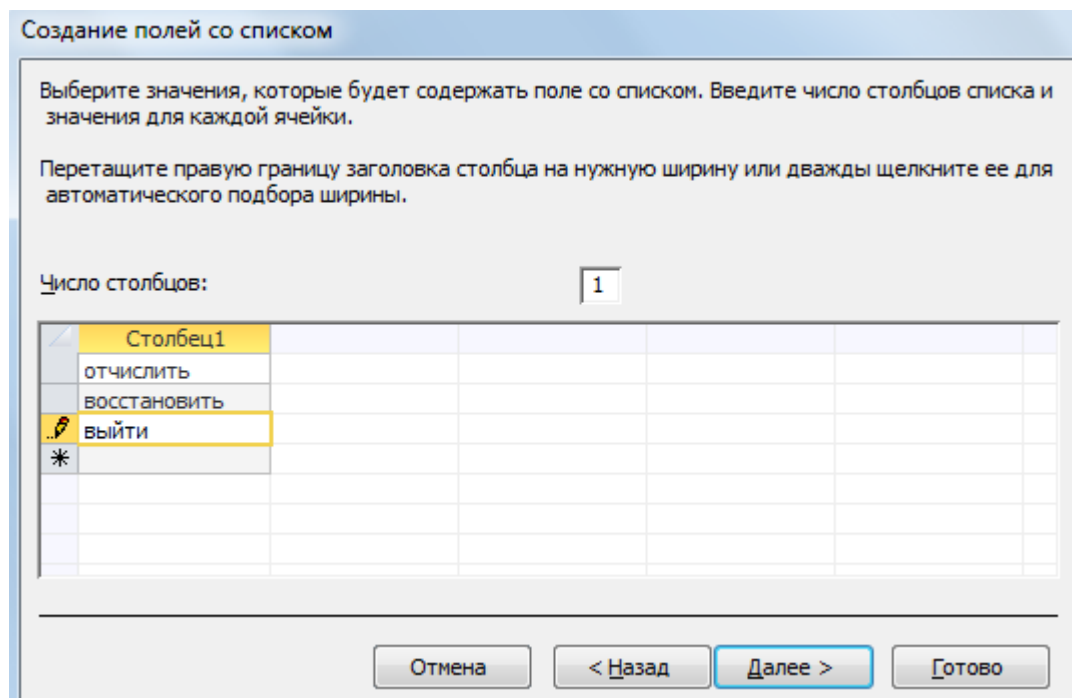 Создание полей со списком
Выберите значения, которые будет содержать поле со списком. Введите число столбцов списка и
значения для каждой ячейки.
Перетащите правую границу заголовка столбца на нужную ширину или дважды щелкните ее для
автоматического подбора ширины.
Число столбцов: 1
Столбец1
отчислить
восстановить
выйти
Отмена < Назад Далее > Готово